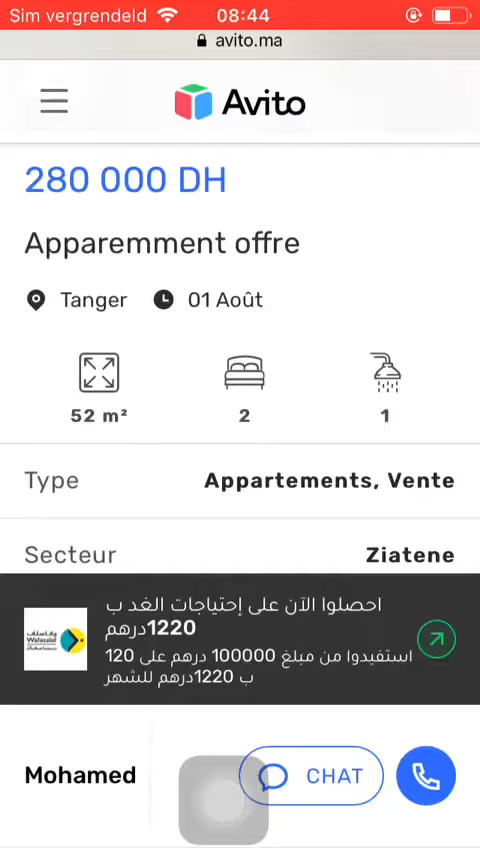 Sim vergrendeld 08:44
avito.ma
Avito
280 000 DH
Apparemment offre
Tanger 01 Août
52 m² 2 1
Type Appartements, Vente
Secteur Ziatene
احصلوا الآن على إحتياجات الغد ب
1220درهم
استفيدوا من مبلغ 100000 درهم على 120
ب 1220درهم للشهر
وفاسلف
Wafasalaf
Mohamed CHAT